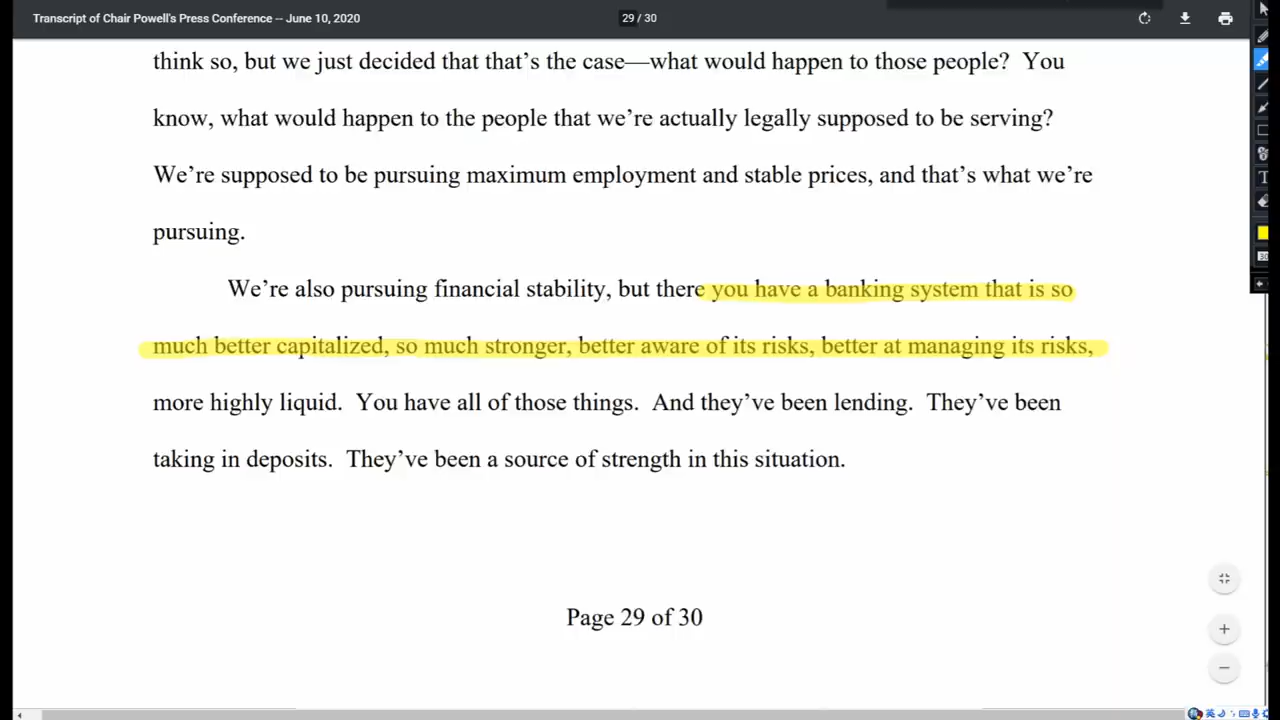 Transcript of Chair Powell's Press Conference -- June 10, 2020
29 / 30
think so, but we just decided that that’s the case—what would happen to those people?  You
know, what would happen to the people that we’re actually legally supposed to be serving?
We’re supposed to be pursuing maximum employment and stable prices, and that’s what we’re
pursuing.
We’re also pursuing financial stability, but there you have a banking system that is so
much better capitalized, so much stronger, better aware of its risks, better at managing its risks,
more highly liquid.  You have all of those things.  And they’ve been lending.  They’ve been
taking in deposits.  They’ve been a source of strength in this situation.
Page 29 of 30
英